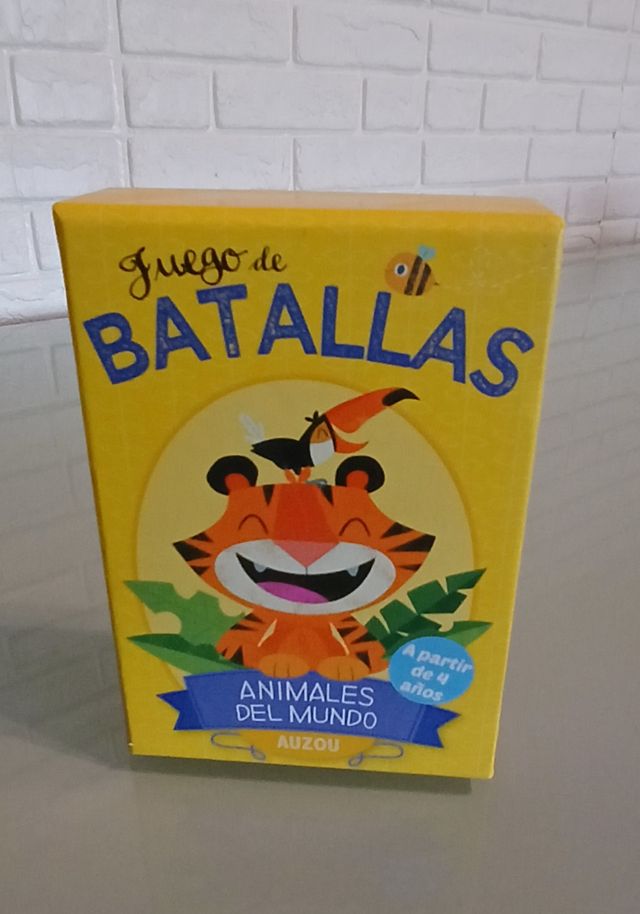 Juego de
BATALLAS
A partir
de 4
años
ANIMALES
DEL MUNDO
AUZOU